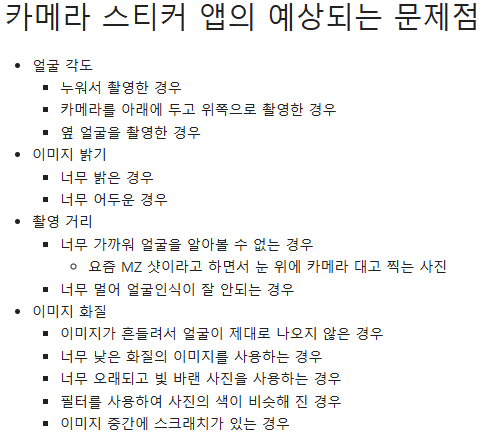 카메라 스티커 앱의 예상되는 문제점
얼굴 각도
누워서 촬영한 경우
카메라를 아래에 두고 위쪽으로 촬영한 경우
옆 얼굴을 촬영한 경우
이미지 밝기
너무 밝은 경우
너무 어두운 경우
촬영 거리
너무 가까워 얼굴을 알아볼 수 없는 경우
요즘 MZ 샷이라고 하면서 눈 위에 카메라 대고 찍는 사진
너무 멀어 얼굴인식이 잘 안되는 경우
이미지 화질
이미지가 흔들려서 얼굴이 제대로 나오지 않은 경우
너무 낮은 화질의 이미지를 사용하는 경우
너무 오래되고 빛 바랜 사진을 사용하는 경우
필터를 사용하여 사진의 색이 비슷해 진 경우
이미지 중간에 스크래치가 있는 경우